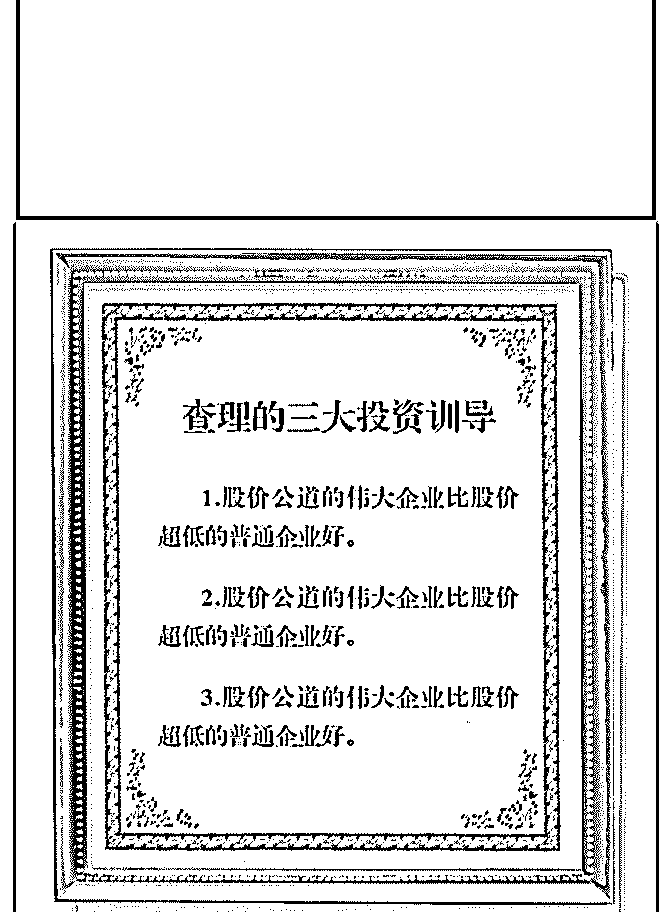 查理的三大投资训导
1.股价公道的伟大企业比股价
超低的普通企业好。
2.股价公道的伟大企业比股价
超低的普通企业好。
3.股价公道的伟大企业比股价
超低的普通企业好。